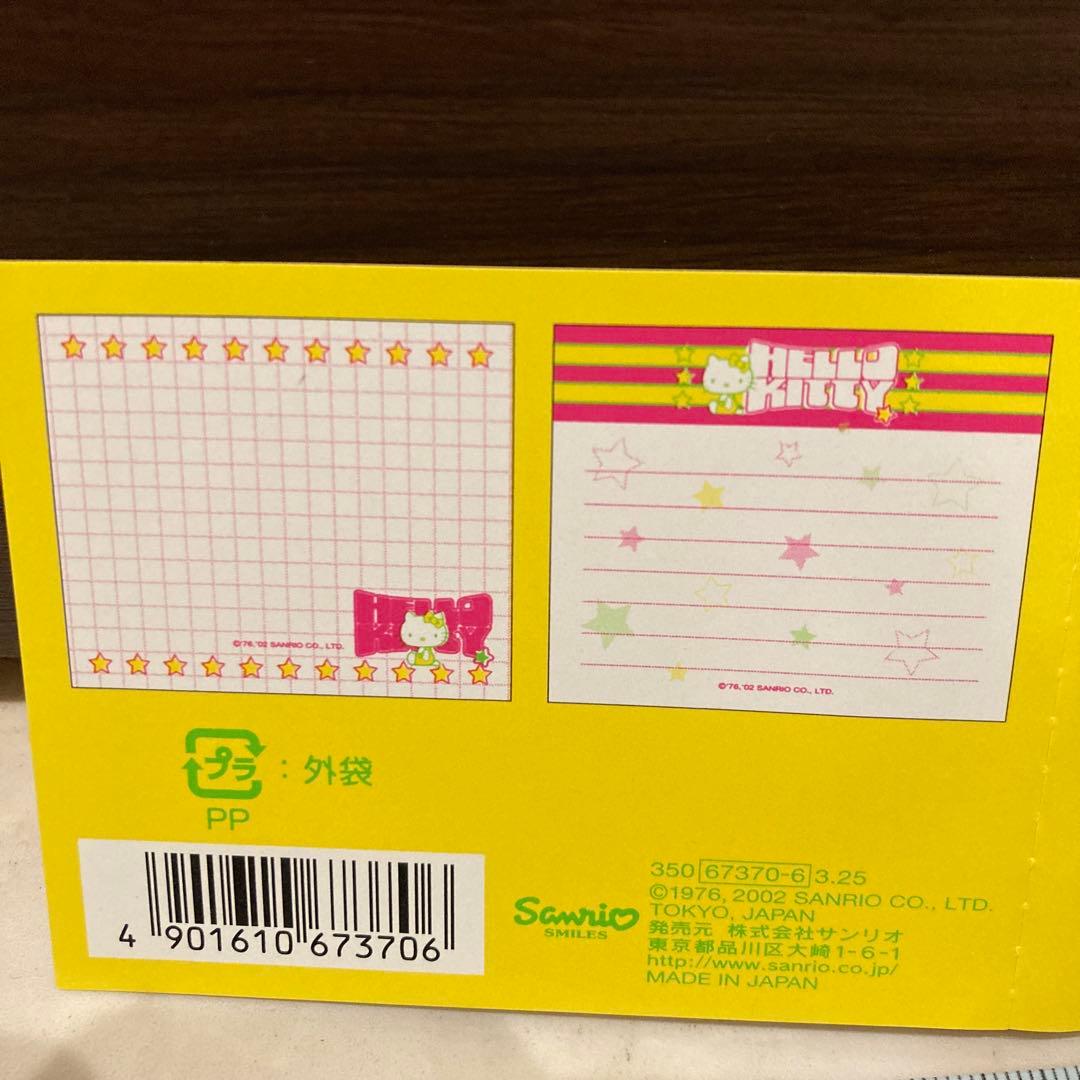 HELLO
KITTY
©'76, '02 SANRIO CO., LTD.
HELLO
KITTY
©'76, '02 SANRIO CO., LTD.
プラ : 外袋
PP
4 901610 673706
Sanrio
SMILES
350 67370-6 3.25
©1976, 2002 SANRIO CO., LTD.
TOKYO, JAPAN
発売元 株式会社サンリオ
東京都品川区大崎1-6-1
http://www.sanrio.co.jp/
MADE IN JAPAN